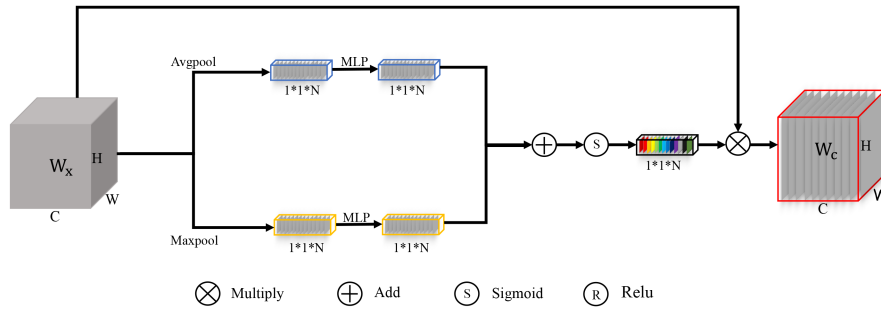 Avgpool
MLP
1*1*N
1*1*N
Wx
H
W
C
S
1*1*N
Wc
H
W
C
Maxpool
MLP
1*1*N
1*1*N
Multiply
Add
S
Sigmoid
R
Relu